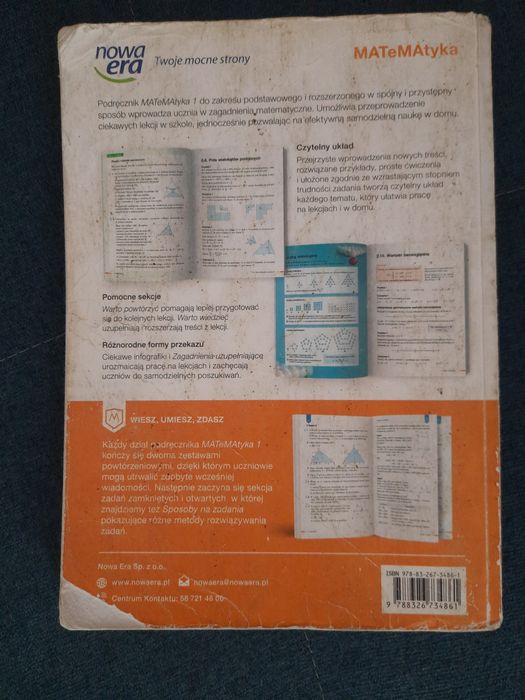 nowa
era
Twoje mocne strony
MATeMAtyka
Podręcznik MATeMAtyka 1 do zakresu podstawowego i rozszerzonego w spójny i przystępny
sposób wprowadza ucznia w zagadnienia matematyczne. Umożliwia przeprowadzenie
ciekawych lekcji w szkole, jednocześnie pozwalając na efektywną samodzielną naukę w domu.
Czytelny układ
Przejrzyste wprowadzenia nowych treści,
rozwiązane przykłady, proste ćwiczenia
i ułożone zgodnie ze wzrastającym stopniem
trudności zadania tworzą czytelny układ
każdego tematu, który ułatwia pracę
na lekcjach i w domu.
Pomocne sekcje
Warto powtórzyć pomagają lepiej przygotować
się do kolejnych lekcji. Warto wiedzieć
uzupełniają i rozszerzają treści z lekcji.
Różnorodne formy przekazu
Ciekawe infografiki i Zagadnienia uzupełniające
urozmaicają pracę na lekcjach i zachęcają
uczniów do samodzielnych poszukiwań.
M
WIESZ, UMIESZ, ZDASZ
Każdy dział podręcznika MATeMAtyka 1
kończy się dwoma zestawami
powtórzeniowymi, dzięki którym uczniowie
mogą utrwalić zdobyte wcześniej
wiadomości. Następnie zaczyna się sekcja
zadań zamkniętych i otwartych, w której
znajdziemy też Sposoby na zadania
pokazujące różne metody rozwiązywania
zadań.
Nowa Era Sp. z o.o.
www.nowaera.pl nowaera@nowaera.pl
Centrum Kontaktu: 58 721 48 00
ISBN 978-83-267-3486-1
9 788326 734861